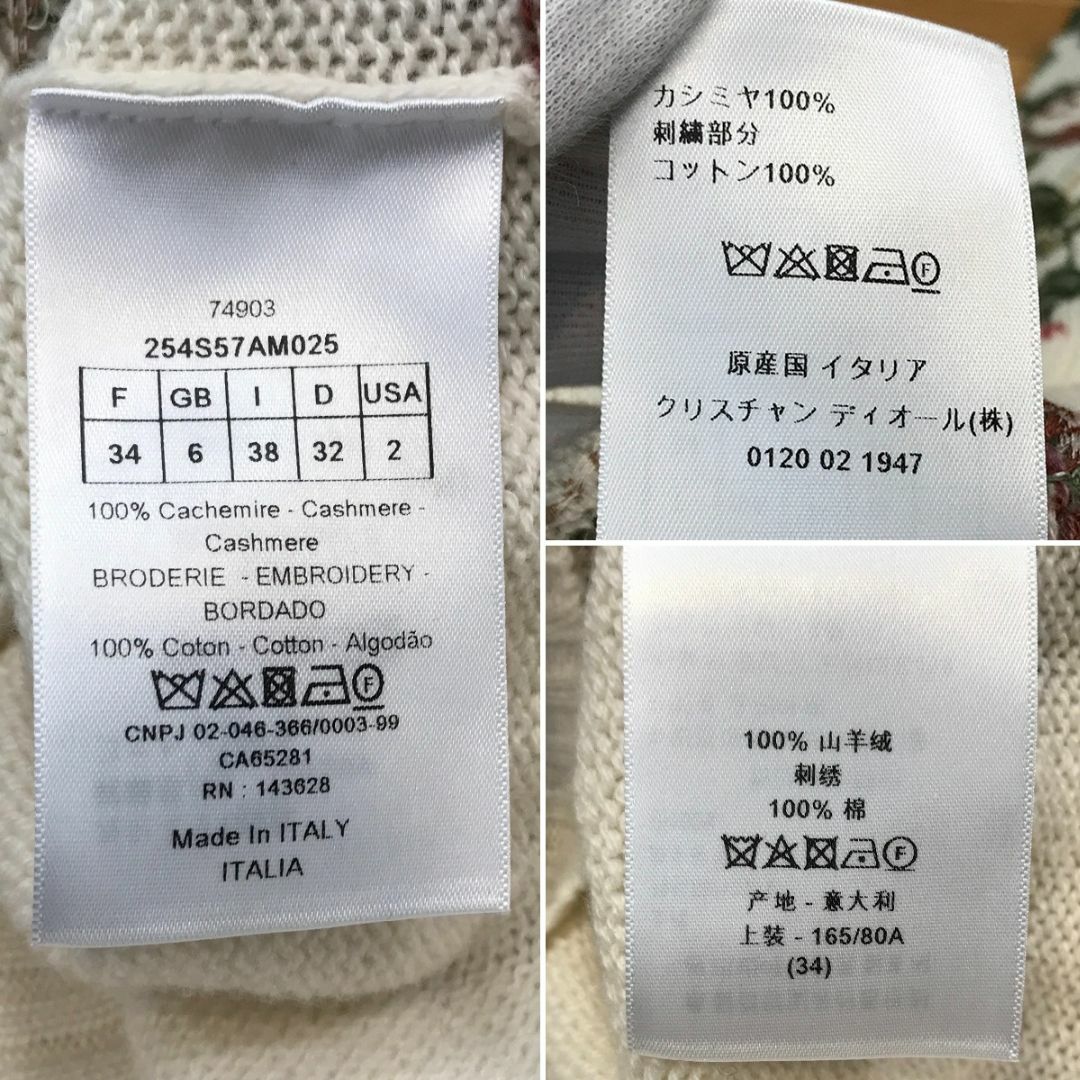 74903
254S57AM025
F GB I D USA
34 6 38 32 2
100% Cachemire - Cashmere -
Cashmere
BRODERIE - EMBROIDERY -
BORDADO
100% Coton - Cotton - Algodão
F
CNPJ 02-046-366/0003-99
CA65281
RN : 143628
Made In ITALY
ITALIA
カシミヤ100%
刺繍部分
コットン100%
F
原産国 イタリア
クリスチャン ディオール(株)
0120 02 1947
100% 山羊绒
刺绣
100% 棉
F
产地 - 意大利
上装 - 165/80A
(34)